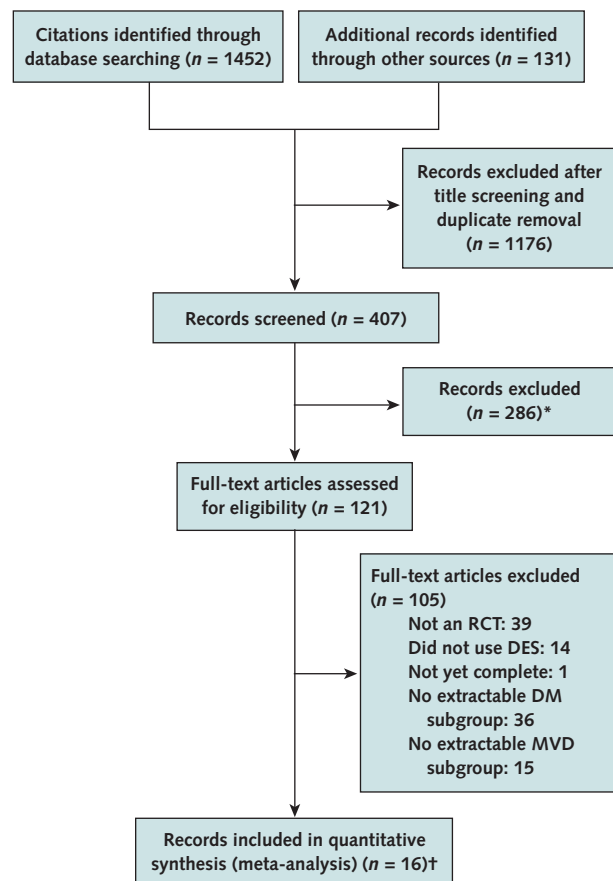 Citations identified through
database searching (n = 1452)
Additional records identified
through other sources (n = 131)
Records excluded after
title screening and
duplicate removal
(n = 1176)
Records screened (n = 407)
Records excluded
(n = 286)*
Full-text articles assessed
for eligibility (n = 121)
Full-text articles excluded
(n = 105)
Not an RCT: 39
Did not use DES: 14
Not yet complete: 1
No extractable DM
subgroup: 36
No extractable MVD
subgroup: 15
Records included in quantitative
synthesis (meta-analysis) (n = 16)†